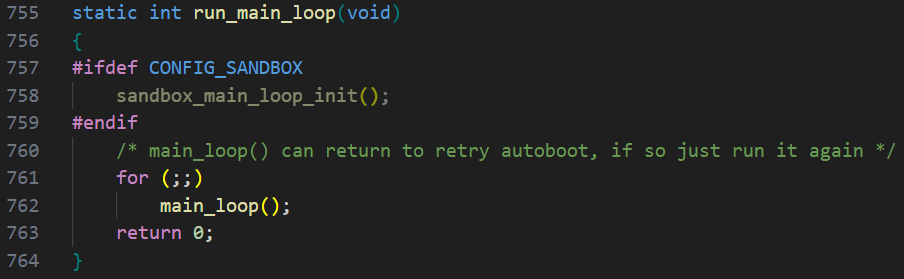 755 static int run_main_loop(void)
756 {
757 #ifdef CONFIG_SANDBOX
758     sandbox_main_loop_init();
759 #endif
760     /* main_loop() can return to retry autoboot, if so just run it again */
761     for (;;)
762         main_loop();
763     return 0;
764 }